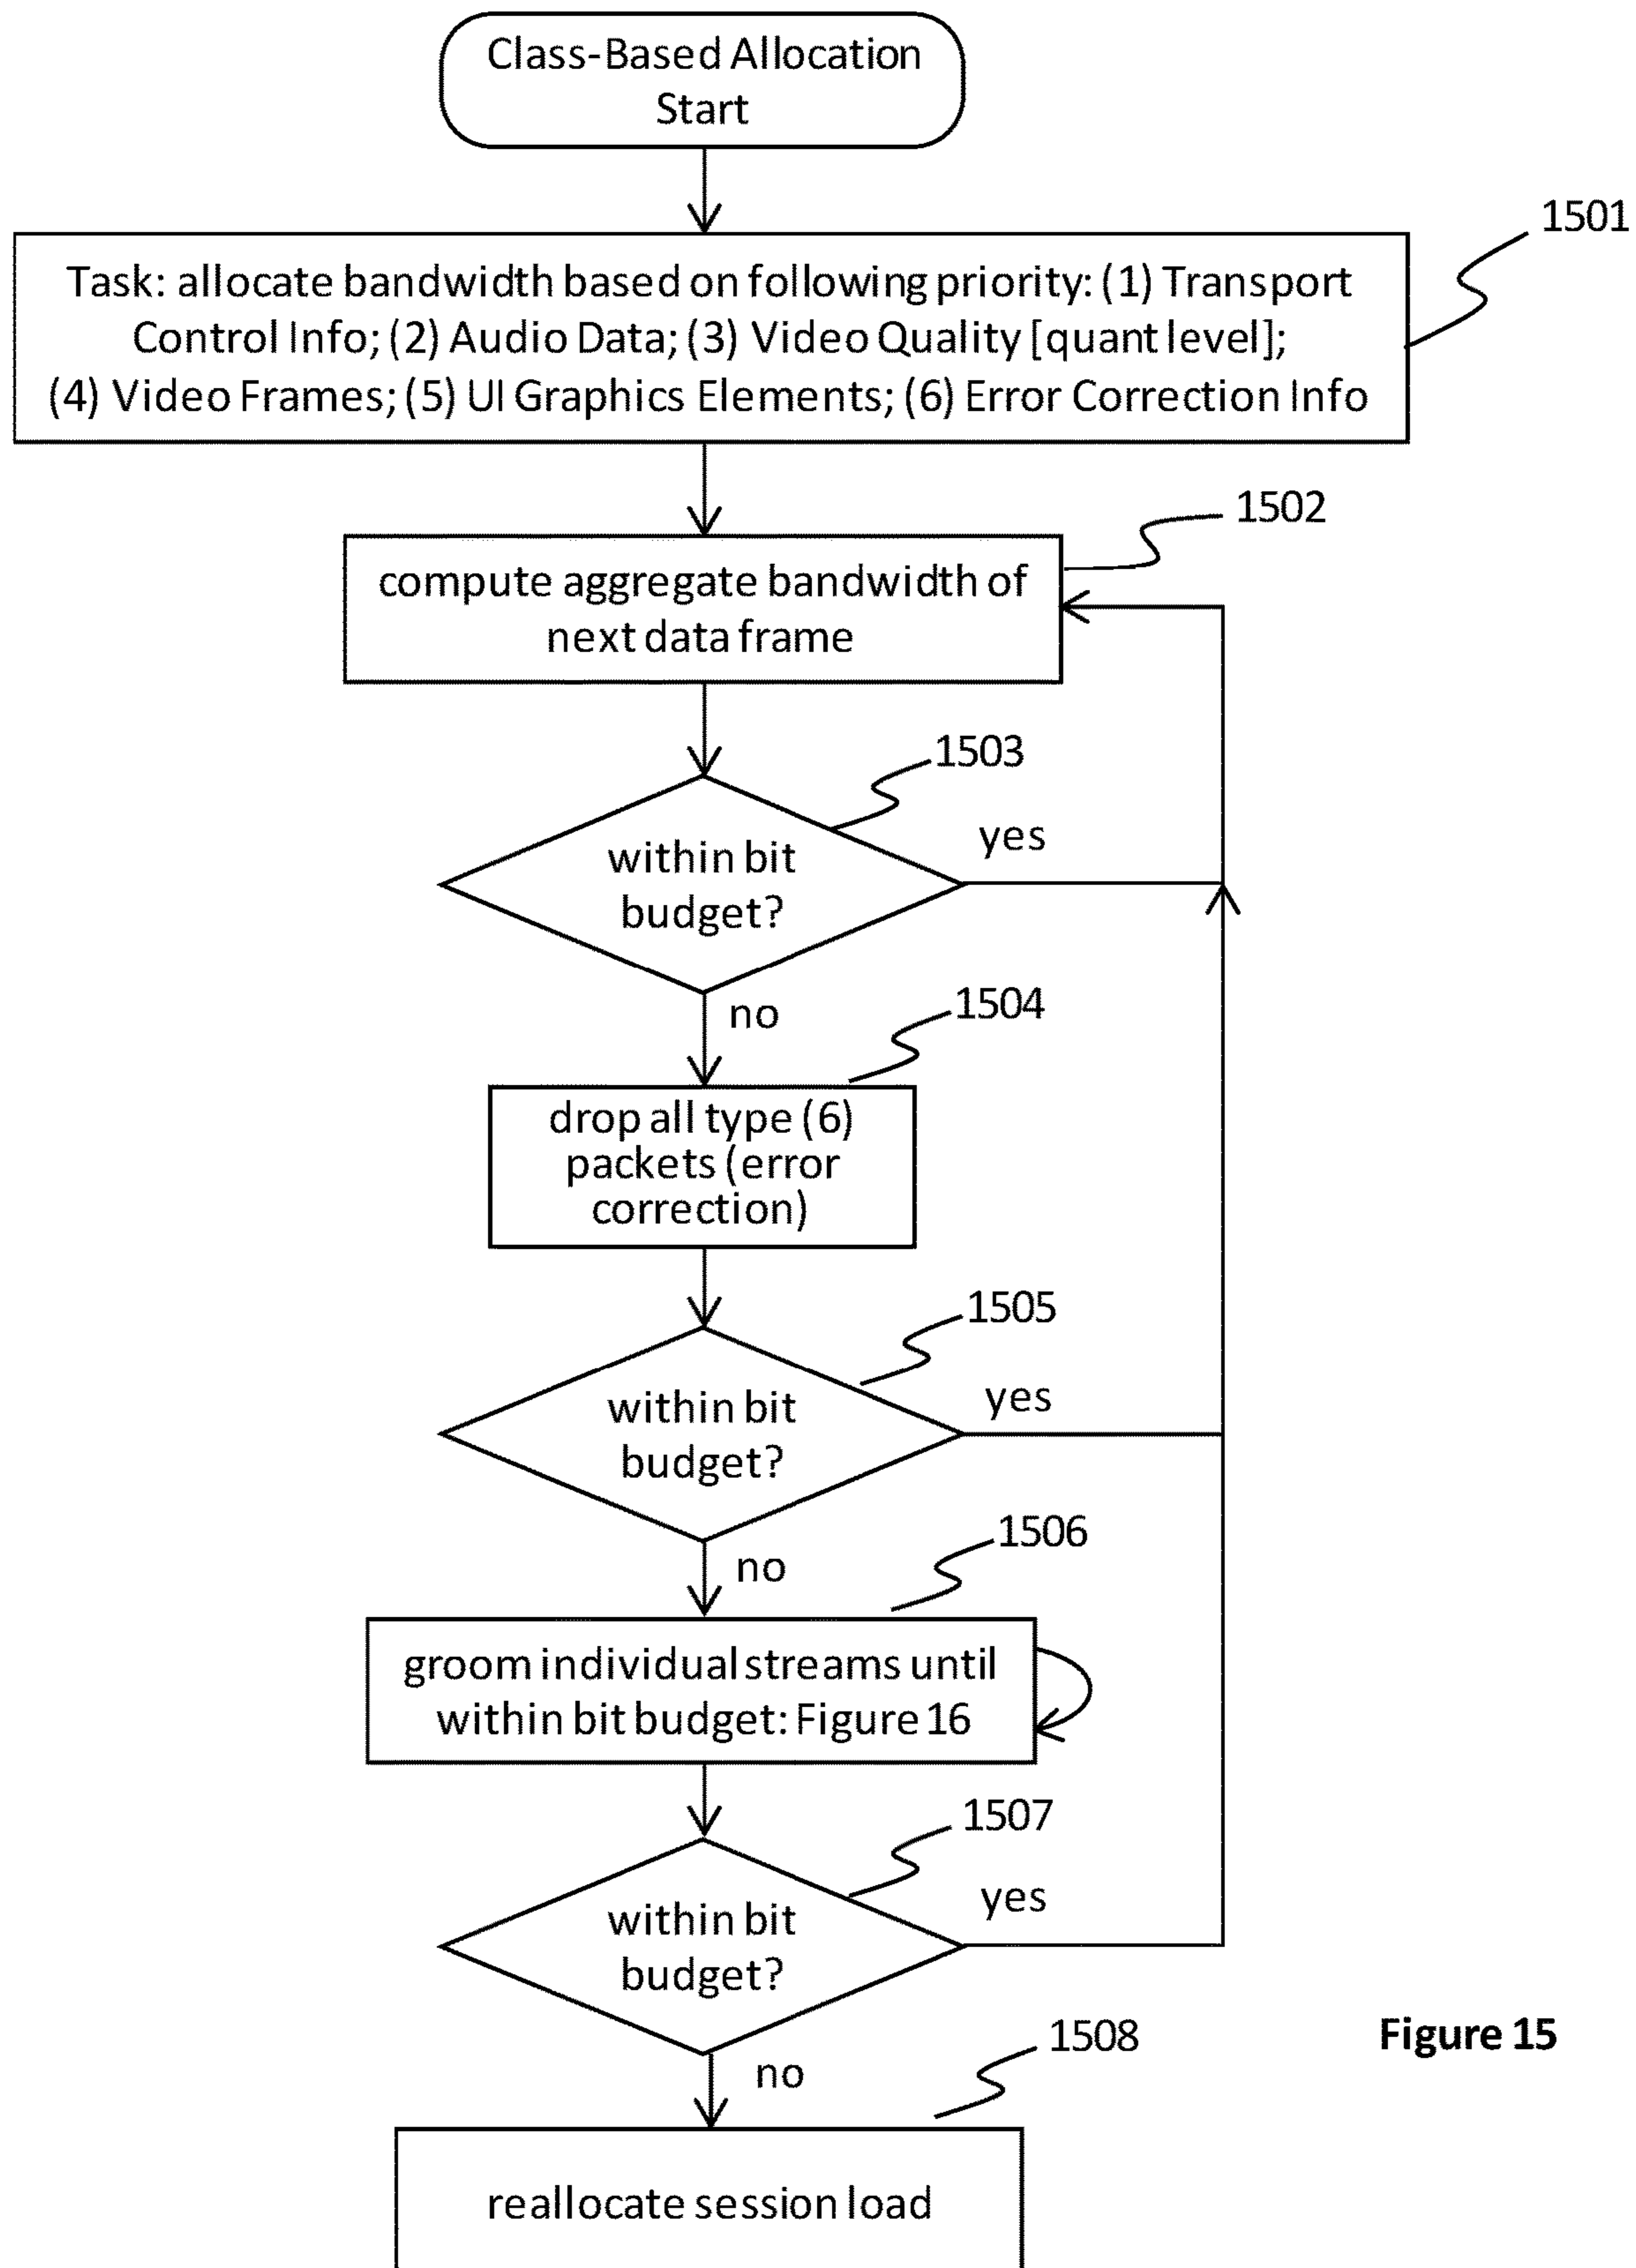 Class-Based Allocation
Start
1501
Task: allocate bandwidth based on following priority: (1) Transport
Control Info; (2) Audio Data; (3) Video Quality [quant level];
(4) Video Frames; (5) UI Graphics Elements; (6) Error Correction Info
1502
compute aggregate bandwidth of
next data frame
1503
yes
within bit
budget?
no
1504
drop all type (6)
packets (error
correction)
1505
yes
within bit
budget?
no
1506
groom individual streams until
within bit budget: Figure 16
1507
yes
within bit
budget?
no
1508
Figure 15
reallocate session load